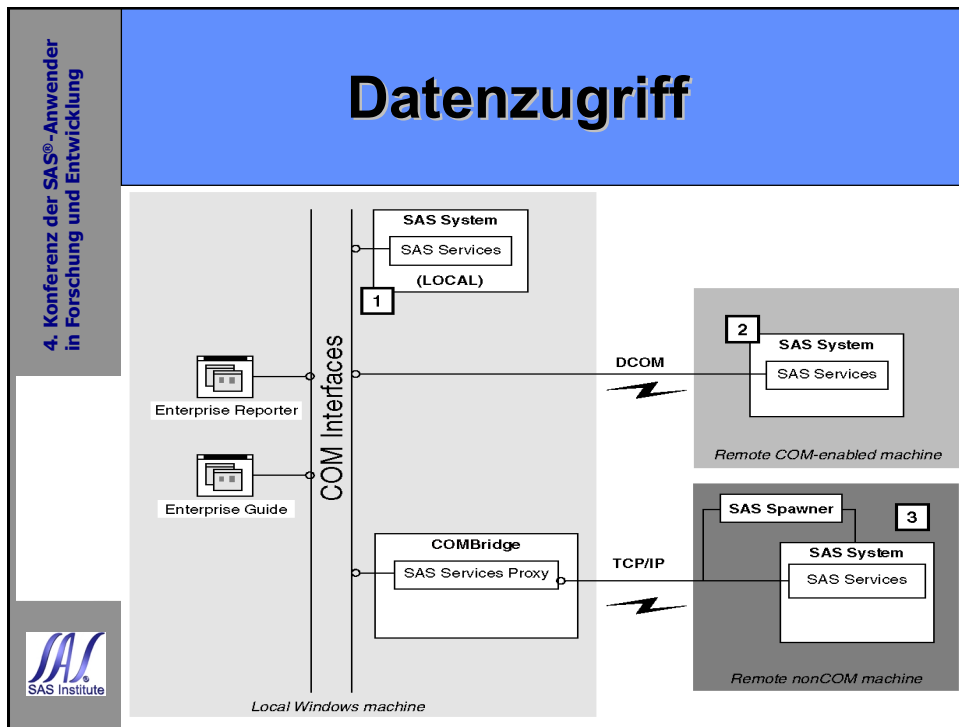 4. Konferenz der SAS®-Anwender
in Forschung und Entwicklung
Datenzugriff
SAS System
SAS Services
(LOCAL)
1
COM Interfaces
Enterprise Reporter
Enterprise Guide
DCOM
2
SAS System
SAS Services
Remote COM-enabled machine
COMBridge
SAS Services Proxy
TCP/IP
SAS Spawner
3
SAS System
SAS Services
Remote nonCOM machine
Local Windows machine
SAS®
SAS Institute